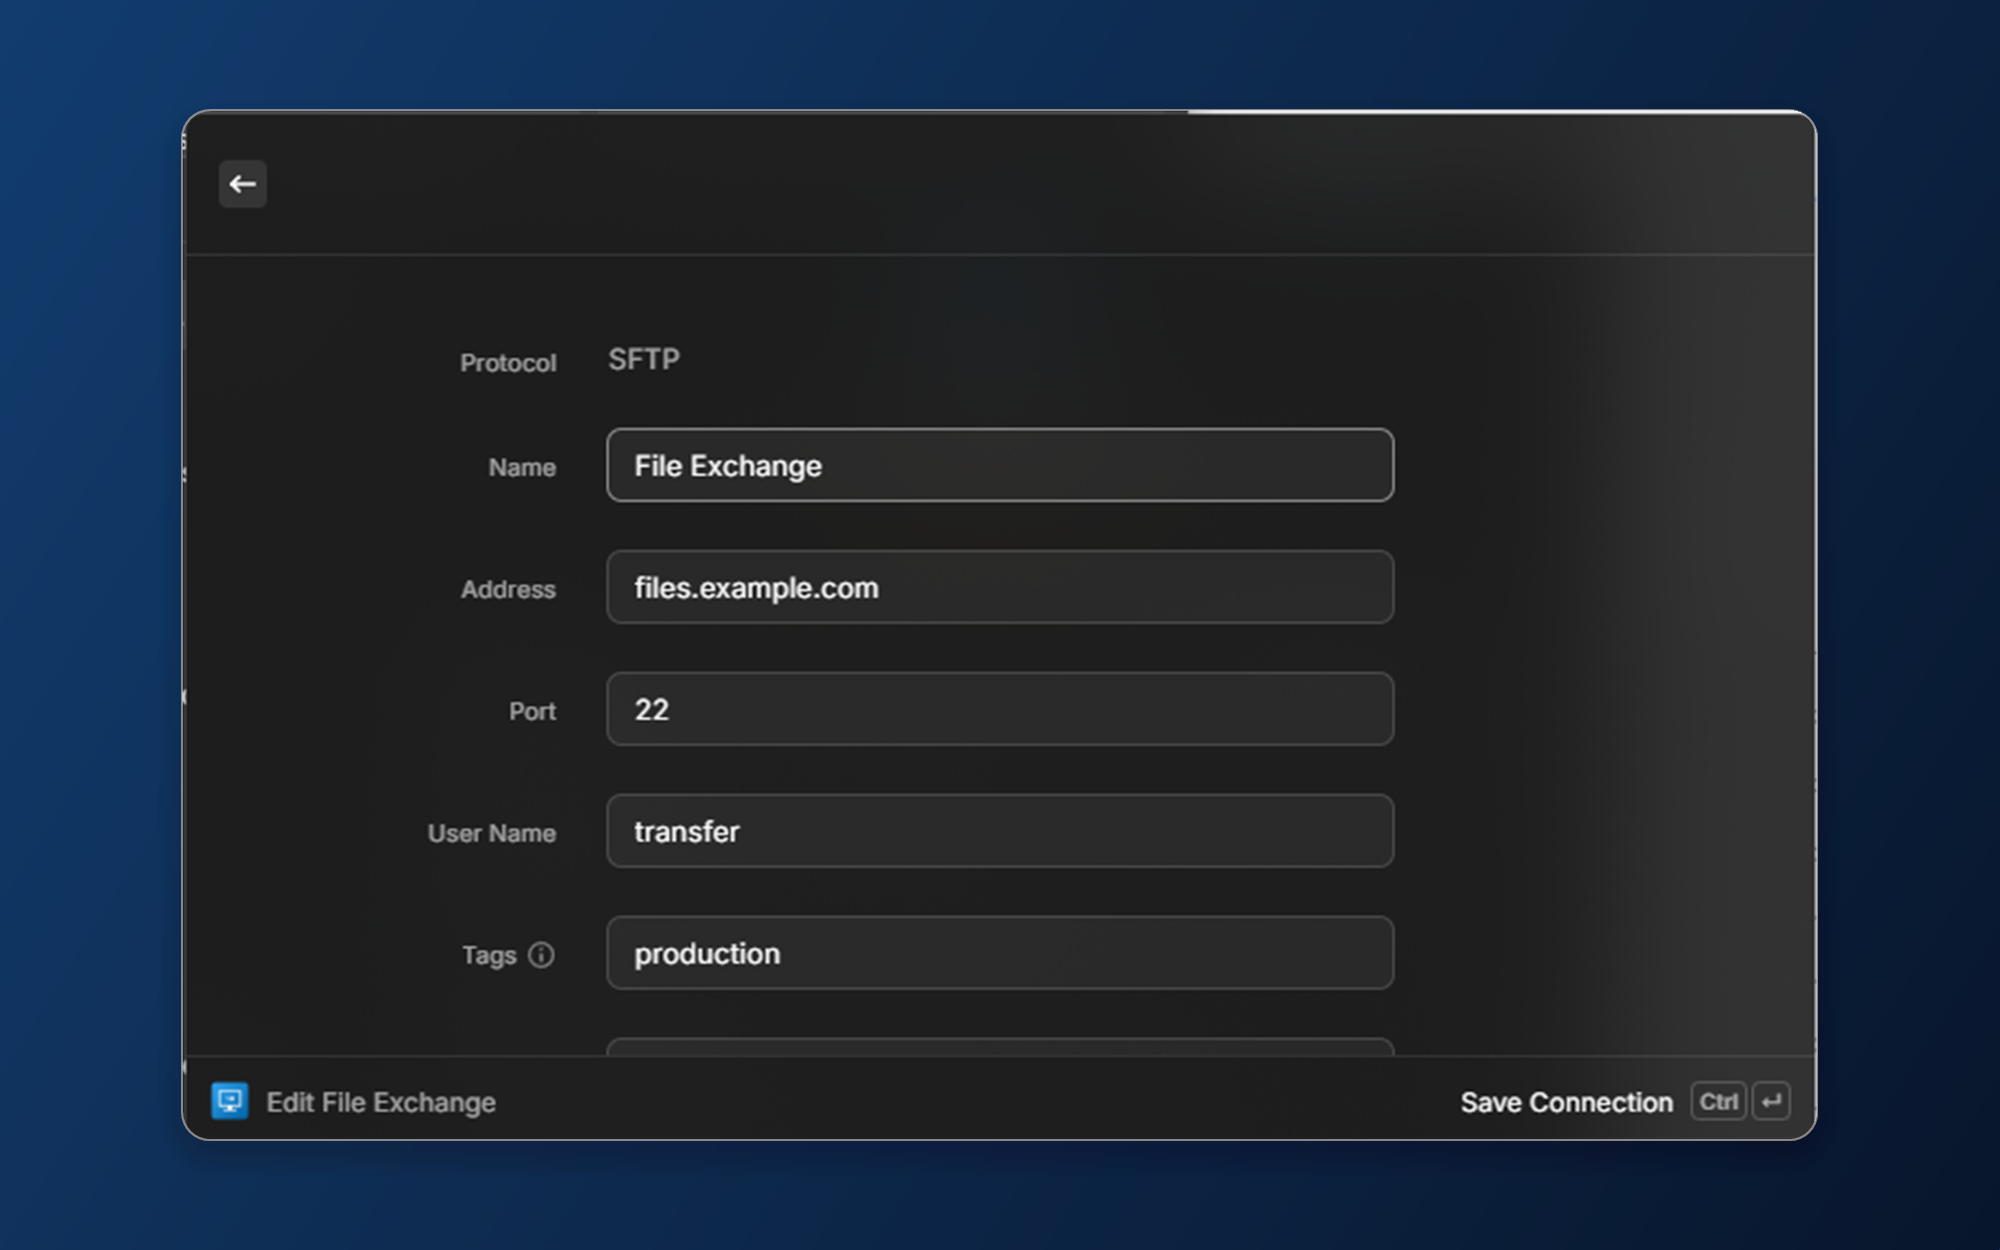 Protocol SFTP
Name File Exchange
Address files.example.com
Port 22
User Name transfer
Tags production
Edit File Exchange Save Connection Ctrl ↵